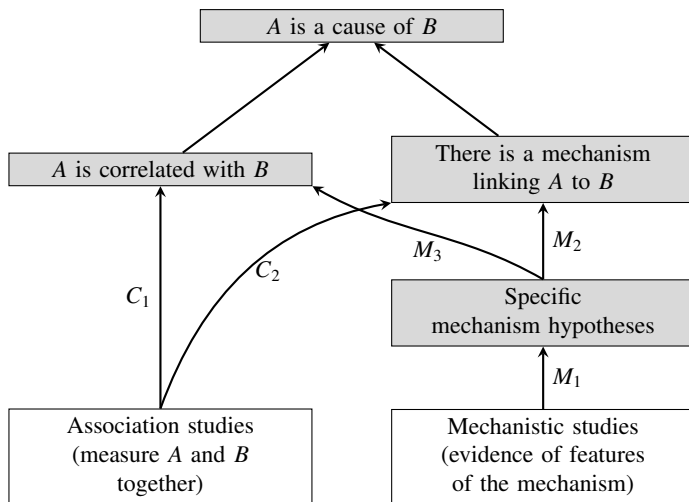 A is a cause of B
A is correlated with B
There is a mechanism
linking A to B
M₃
M₂
C₂
C₁
Specific
mechanism hypotheses
M₁
Association studies
(measure A and B
together)
Mechanistic studies
(evidence of features
of the mechanism)